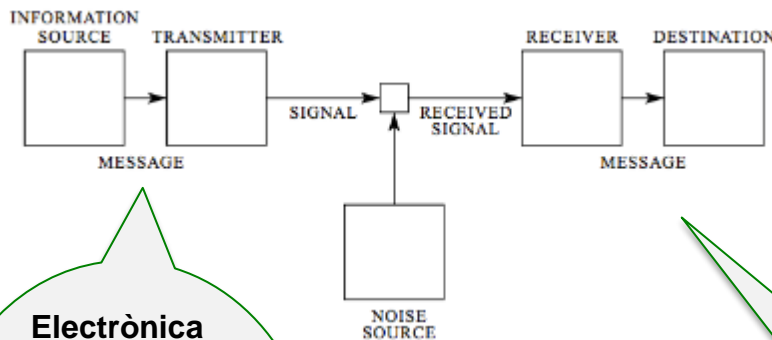 INFORMATION
SOURCE
TRANSMITTER
RECEIVER
DESTINATION
SIGNAL
RECEIVED
SIGNAL
MESSAGE
MESSAGE
NOISE
SOURCE
Electrònica